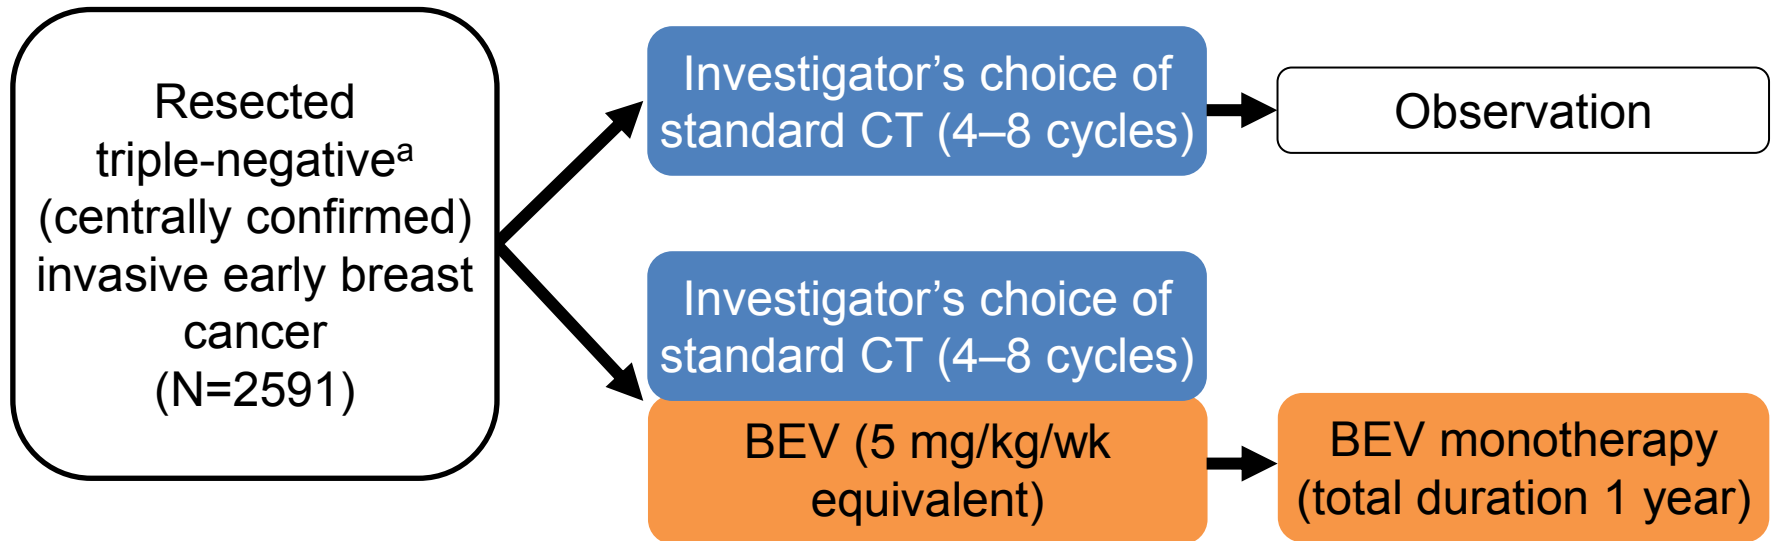 Resected
triple-negativeᵃ
(centrally confirmed)
invasive early breast
cancer
(N=2591)
Investigator’s choice of
standard CT (4–8 cycles)
Observation
Investigator’s choice of
standard CT (4–8 cycles)
BEV (5 mg/kg/wk
equivalent)
BEV monotherapy
(total duration 1 year)